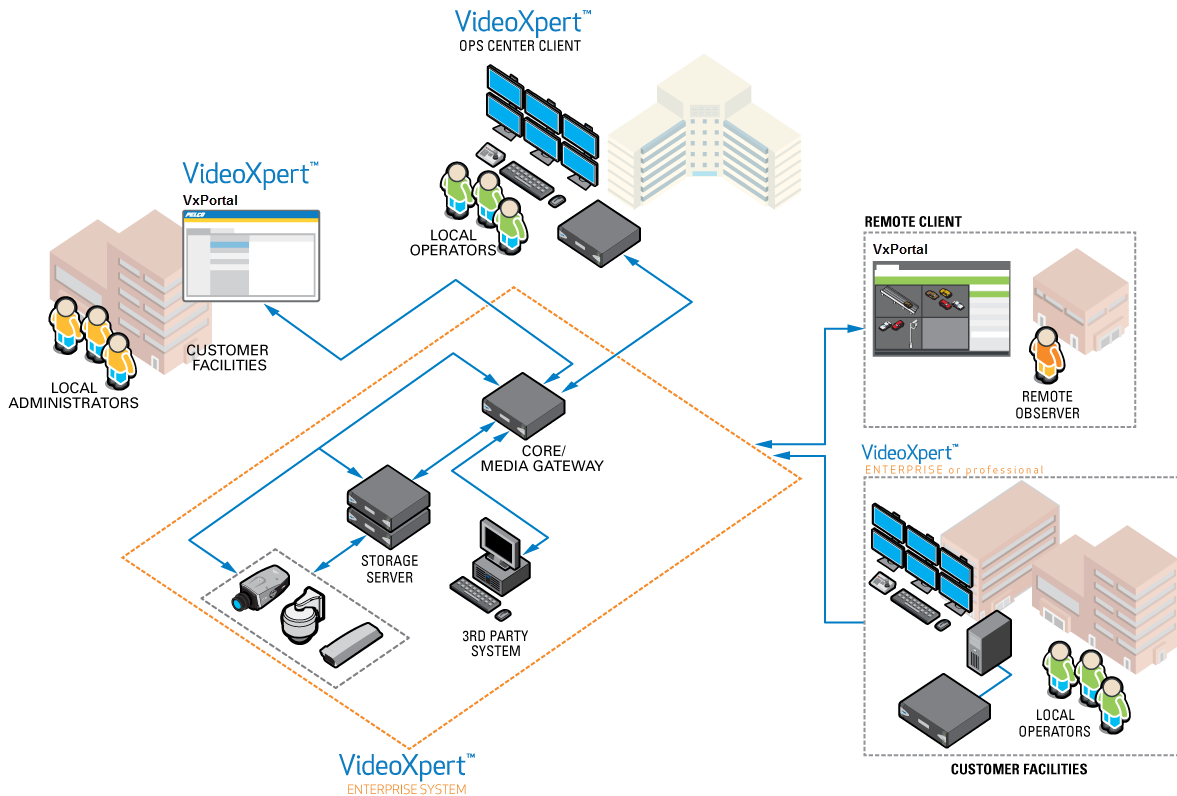 VideoXpert™
OPS CENTER CLIENT
LOCAL
OPERATORS
VideoXpert™
VxPortal
PELCO
CUSTOMER
FACILITIES
LOCAL
ADMINISTRATORS
REMOTE CLIENT
VxPortal
REMOTE
OBSERVER
CORE/
MEDIA GATEWAY
STORAGE
SERVER
3RD PARTY
SYSTEM
VideoXpert™
ENTERPRISE or professional
LOCAL
OPERATORS
CUSTOMER FACILITIES
VideoXpert™
ENTERPRISE SYSTEM